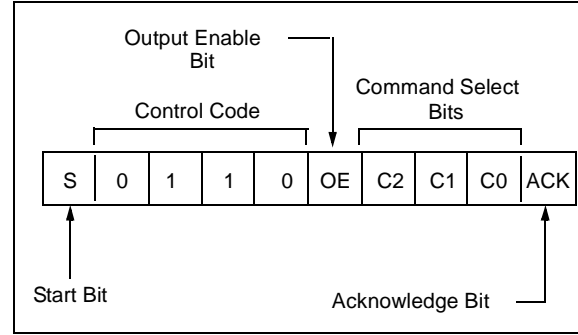 Output Enable
Bit
Command Select
Bits
Control Code
S 0 1 1 0 OE C2 C1 C0 ACK
Start Bit
Acknowledge Bit